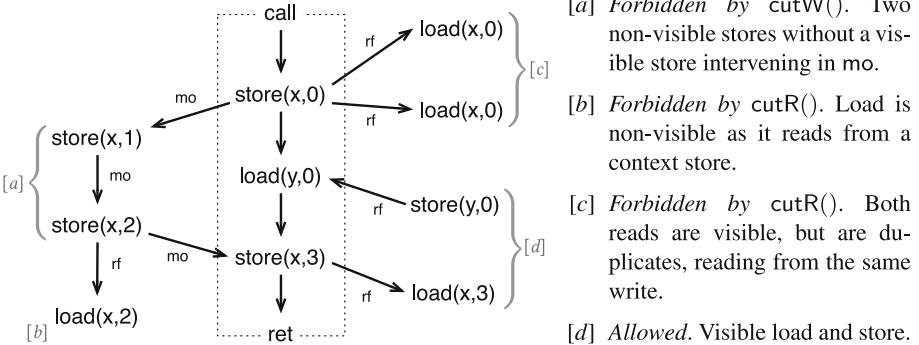 call
rf
load(x,0)
[c]
mo
store(x,0)
rf
load(x,0)
store(x,1)
[a]
mo
load(y,0)
rf
store(y,0)
store(x,2)
[d]
rf
mo
store(x,3)
rf
load(x,3)
load(x,2)
[b]
ret
[a] Forbidden by cutW(). Two
non-visible stores without a vis-
ible store intervening in mo.
[b] Forbidden by cutR(). Load is
non-visible as it reads from a
context store.
[c] Forbidden by cutR(). Both
reads are visible, but are du-
plicates, reading from the same
write.
[d] Allowed. Visible load and store.